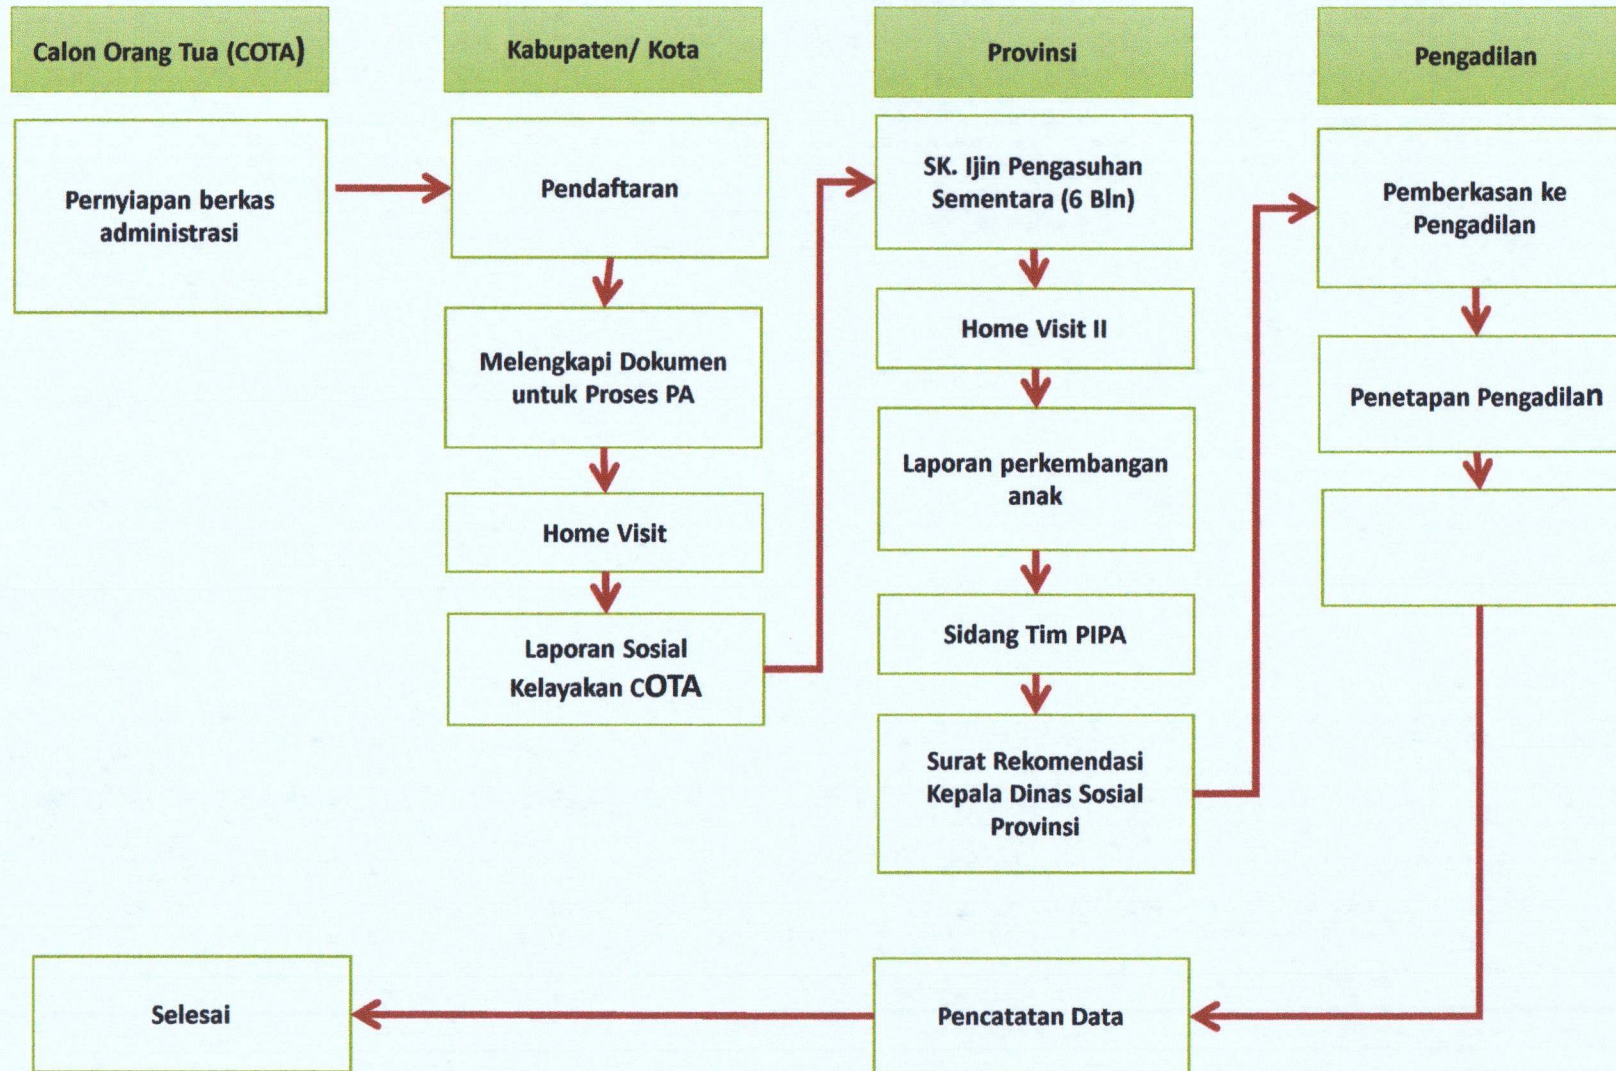 Calon Orang Tua (COTA)
Kabupaten/ Kota
Provinsi
Pengadilan
Pernyiapan berkas
administrasi
Pendaftaran
Melengkapi Dokumen
untuk Proses PA
Home Visit
Laporan Sosial
Kelayakan COTA
SK. Ijin Pengasuhan
Sementara (6 Bln)
Home Visit II
Laporan perkembangan
anak
Sidang Tim PIPA
Surat Rekomendasi
Kepala Dinas Sosial
Provinsi
Pemberkasan ke
Pengadilan
Penetapan Pengadilan
Pencatatan Data
Selesai